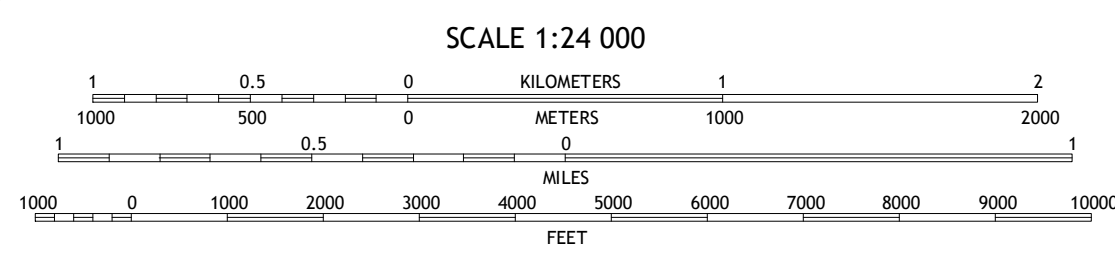 SCALE 1:24 000
1 0.5 0 KILOMETERS 1 2
1000 500 0 METERS 1000 2000
1 0.5 0 1
MILES
1000 0 1000 2000 3000 4000 5000 6000 7000 8000 9000 10000
FEET